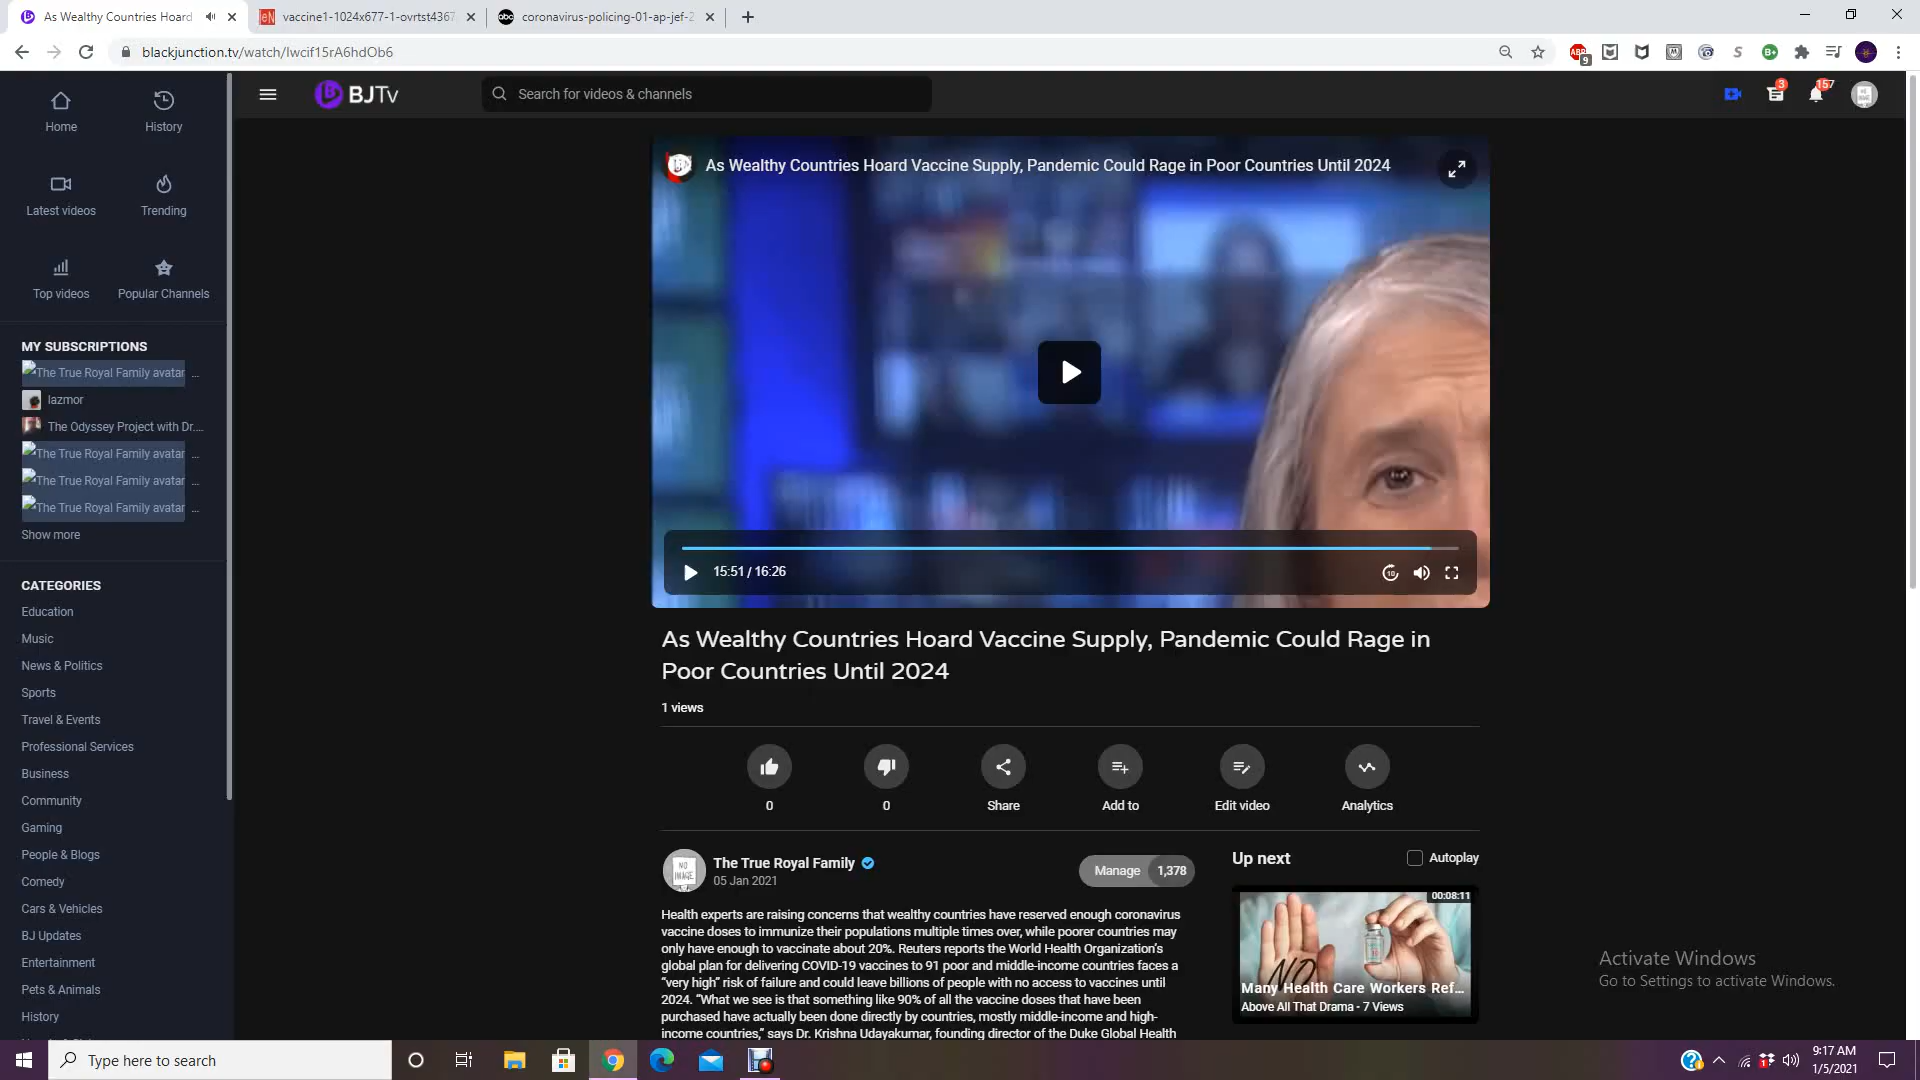 As Wealthy Countries Hoard
vaccine1-1024x677-1-ovrtst4367
coronavirus-policing-01-ap-jef-2
blackjunction.tv/watch/Iwcif15rA6hdOb6
ABP
9
Home
History
Latest videos
Trending
Top videos
Popular Channels
MY SUBSCRIPTIONS
The True Royal Family avatar ...
lazmor
The Odyssey Project with Dr....
The True Royal Family avatar ...
The True Royal Family avatar ...
The True Royal Family avatar ...
Show more
CATEGORIES
Education
Music
News & Politics
Sports
Travel & Events
Professional Services
Business
Community
Gaming
People & Blogs
Comedy
Cars & Vehicles
BJ Updates
Entertainment
Pets & Animals
History
BJTv
Search for videos & channels
3
157
As Wealthy Countries Hoard Vaccine Supply, Pandemic Could Rage in Poor Countries Until 2024
15:51 / 16:26
10
As Wealthy Countries Hoard Vaccine Supply, Pandemic Could Rage in
Poor Countries Until 2024
1 views
0
0
Share
Add to
Edit video
Analytics
NO
IMAGE
The True Royal Family
05 Jan 2021
Manage 1,378
Health experts are raising concerns that wealthy countries have reserved enough coronavirus
vaccine doses to immunize their populations multiple times over, while poorer countries may
only have enough to vaccinate about 20%. Reuters reports the World Health Organization's
global plan for delivering COVID-19 vaccines to 91 poor and middle-income countries faces a
“very high” risk of failure and could leave billions of people with no access to vaccines until
2024. “What we see is that something like 90% of all the vaccine doses that have been
purchased have actually been done directly by countries, mostly middle-income and high-
income countries,” says Dr. Krishna Udayakumar, founding director of the Duke Global Health
Up next
Autoplay
00:08:11
NO
Many Health Care Workers Ref...
Above All That Drama - 7 Views
Activate Windows
Go to Settings to activate Windows.
Type here to search
9:17 AM
1/5/2021